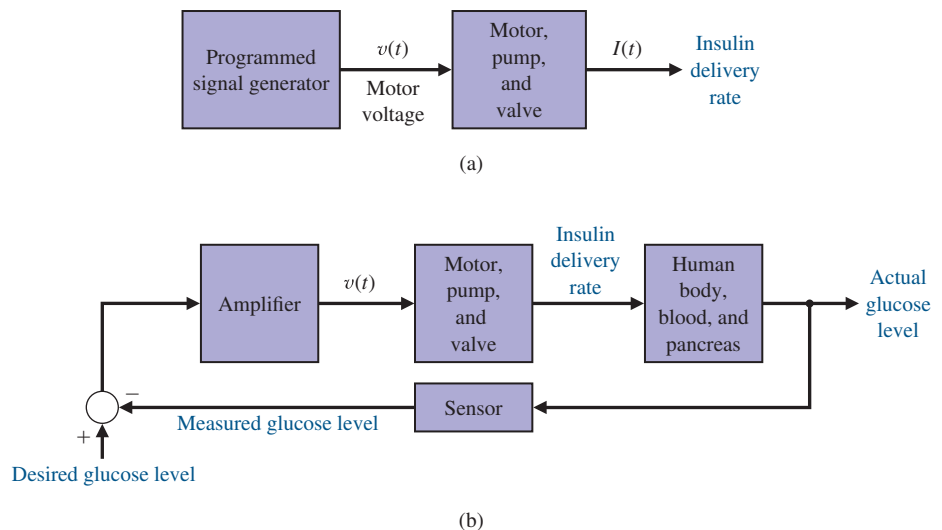 Programmed
signal generator
v(t)
Motor
voltage
Motor,
pump,
and
valve
I(t)
Insulin
delivery
rate
(a)
Amplifier
v(t)
Motor,
pump,
and
valve
Insulin
delivery
rate
Human
body,
blood, and
pancreas
Actual
glucose
level
−
+
Measured glucose level
Sensor
Desired glucose level
(b)